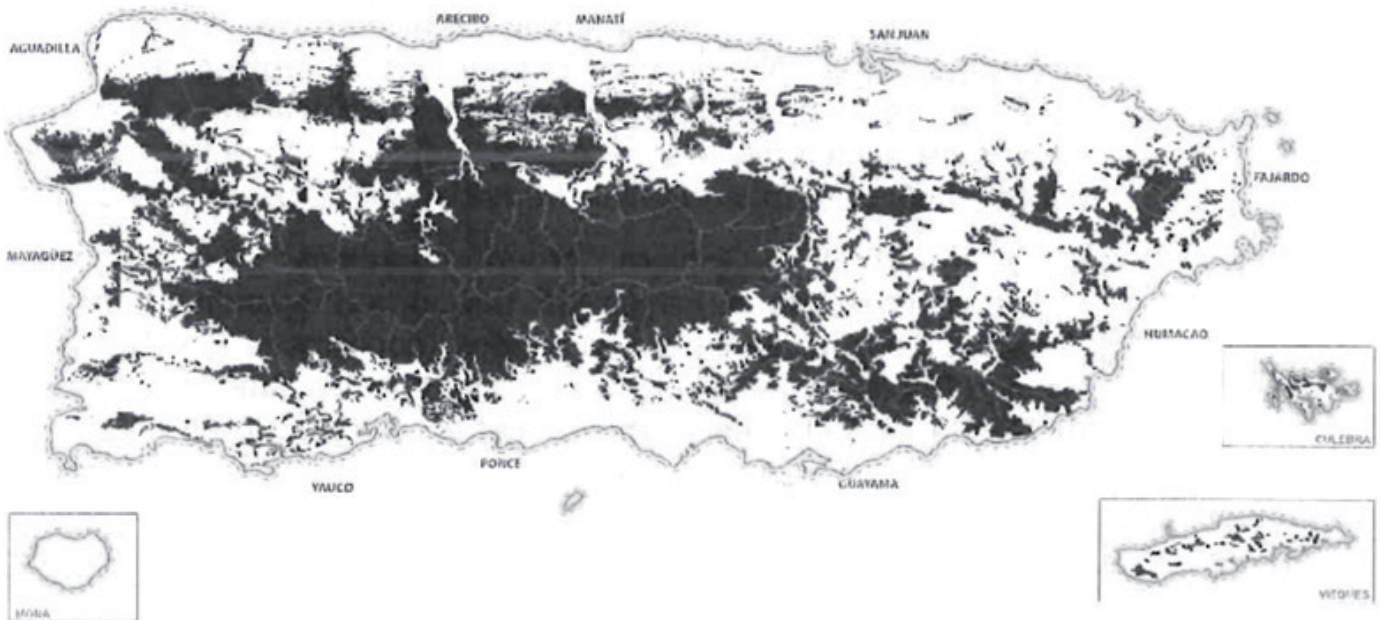 ARECIBO
MANATÍ
SAN JUAN
AGUADILLA
FAJARDO
MAYAGÜEZ
HUMACAO
CULEBRA
PONCE
GUAYAMA
YAUCO
VIEQUES
MONA